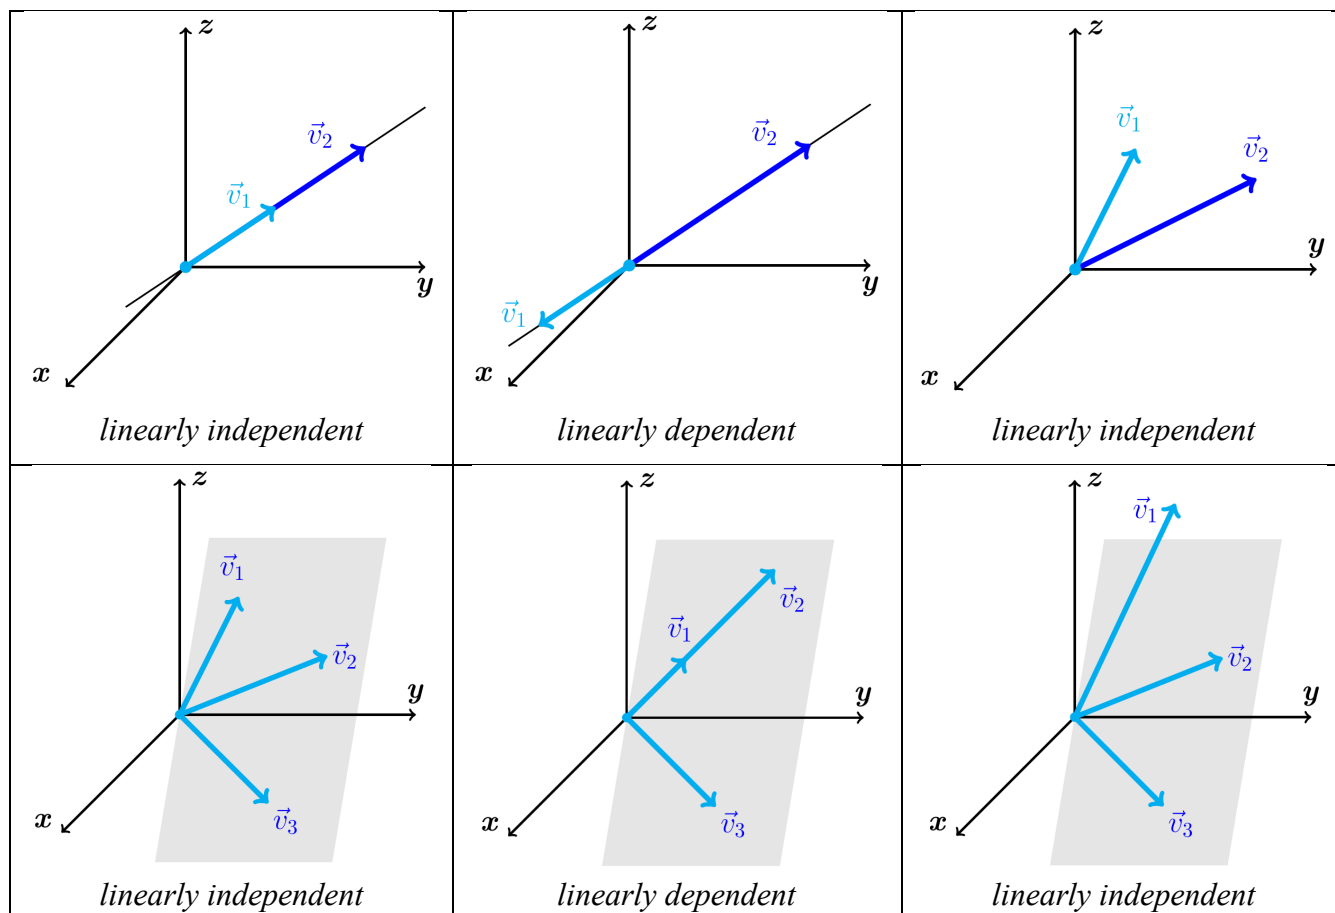 z
v⃗₁
v⃗₂
y
x
linearly independent
z
v⃗₂
v⃗₁
y
x
linearly dependent
z
v⃗₁
v⃗₂
y
x
linearly independent
z
v⃗₁
v⃗₂
y
v⃗₃
x
linearly independent
z
v⃗₂
v⃗₁
y
v⃗₃
x
linearly dependent
z
v⃗₁
v⃗₂
y
v⃗₃
x
linearly independent